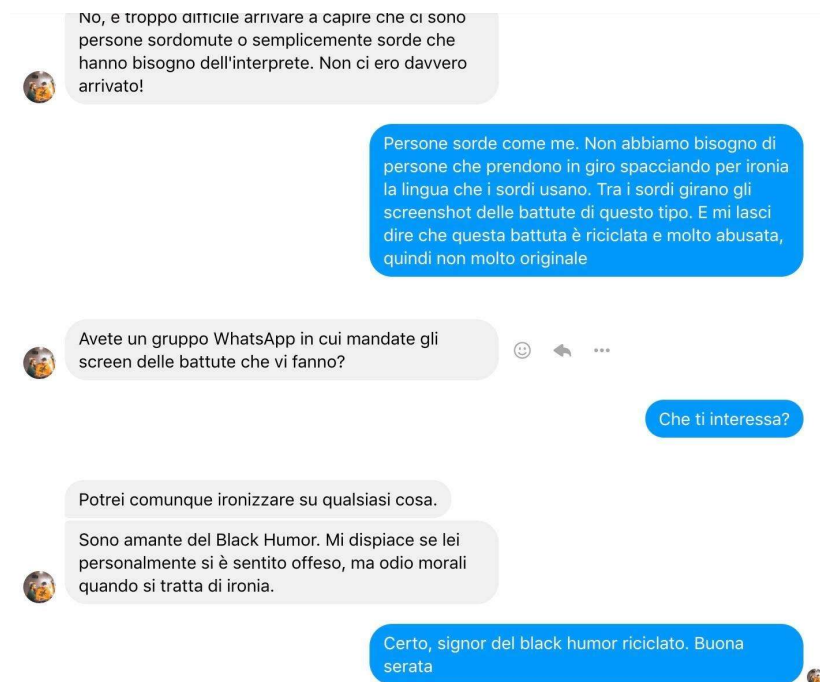 No, è troppo difficile arrivare a capire che ci sono
persone sordomute o semplicemente sorde che
hanno bisogno dell'interprete. Non ci ero davvero
arrivato!
Persone sorde come me. Non abbiamo bisogno di
persone che prendono in giro spacciando per ironia
la lingua che i sordi usano. Tra i sordi girano gli
screenshot delle battute di questo tipo. E mi lasci
dire che questa battuta è riciclata e molto abusata,
quindi non molto originale
Avete un gruppo WhatsApp in cui mandate gli
screen delle battute che vi fanno?
Che ti interessa?
Potrei comunque ironizzare su qualsiasi cosa.
Sono amante del Black Humor. Mi dispiace se lei
personalmente si è sentito offeso, ma odio morali
quando si tratta di ironia.
Certo, signor del black humor riciclato. Buona
serata